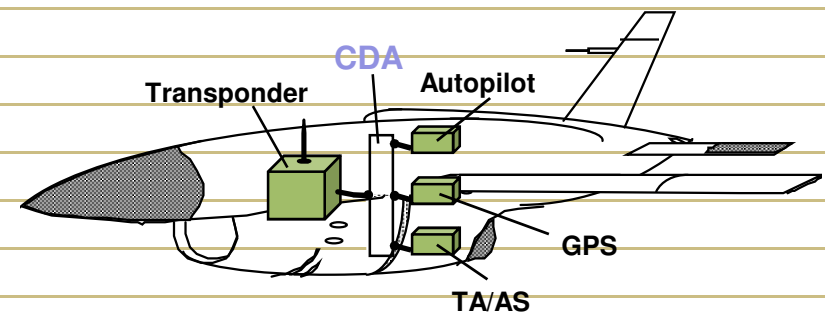 CDA
Autopilot
Transponder
GPS
TA/AS